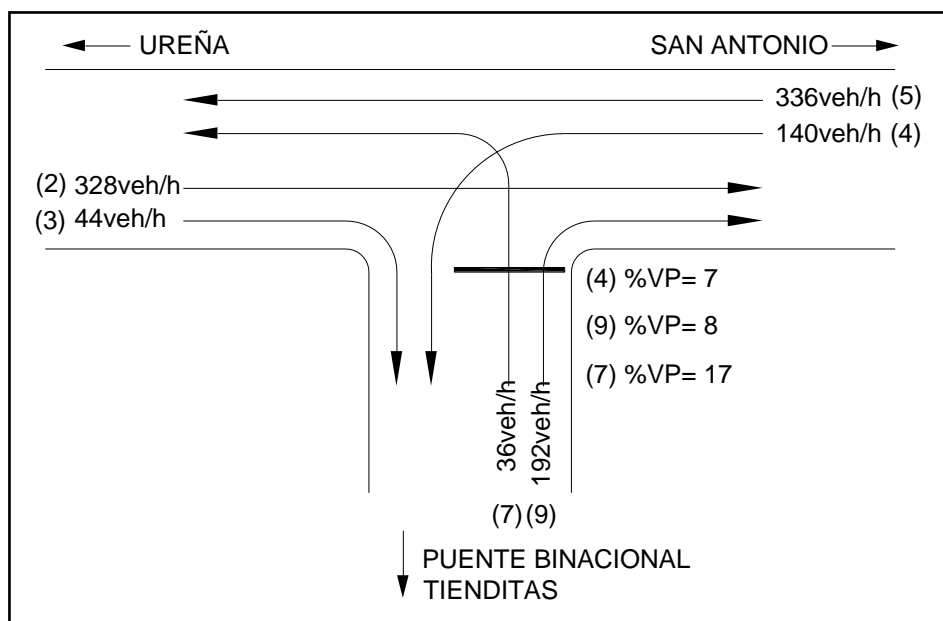 UREÑA
SAN ANTONIO
336veh/h (5)
140veh/h (4)
(2) 328veh/h
(3) 44veh/h
(4) %VP= 7
(9) %VP= 8
(7) %VP= 17
36veh/h
192veh/h
(7) (9)
PUENTE BINACIONAL
TIENDITAS